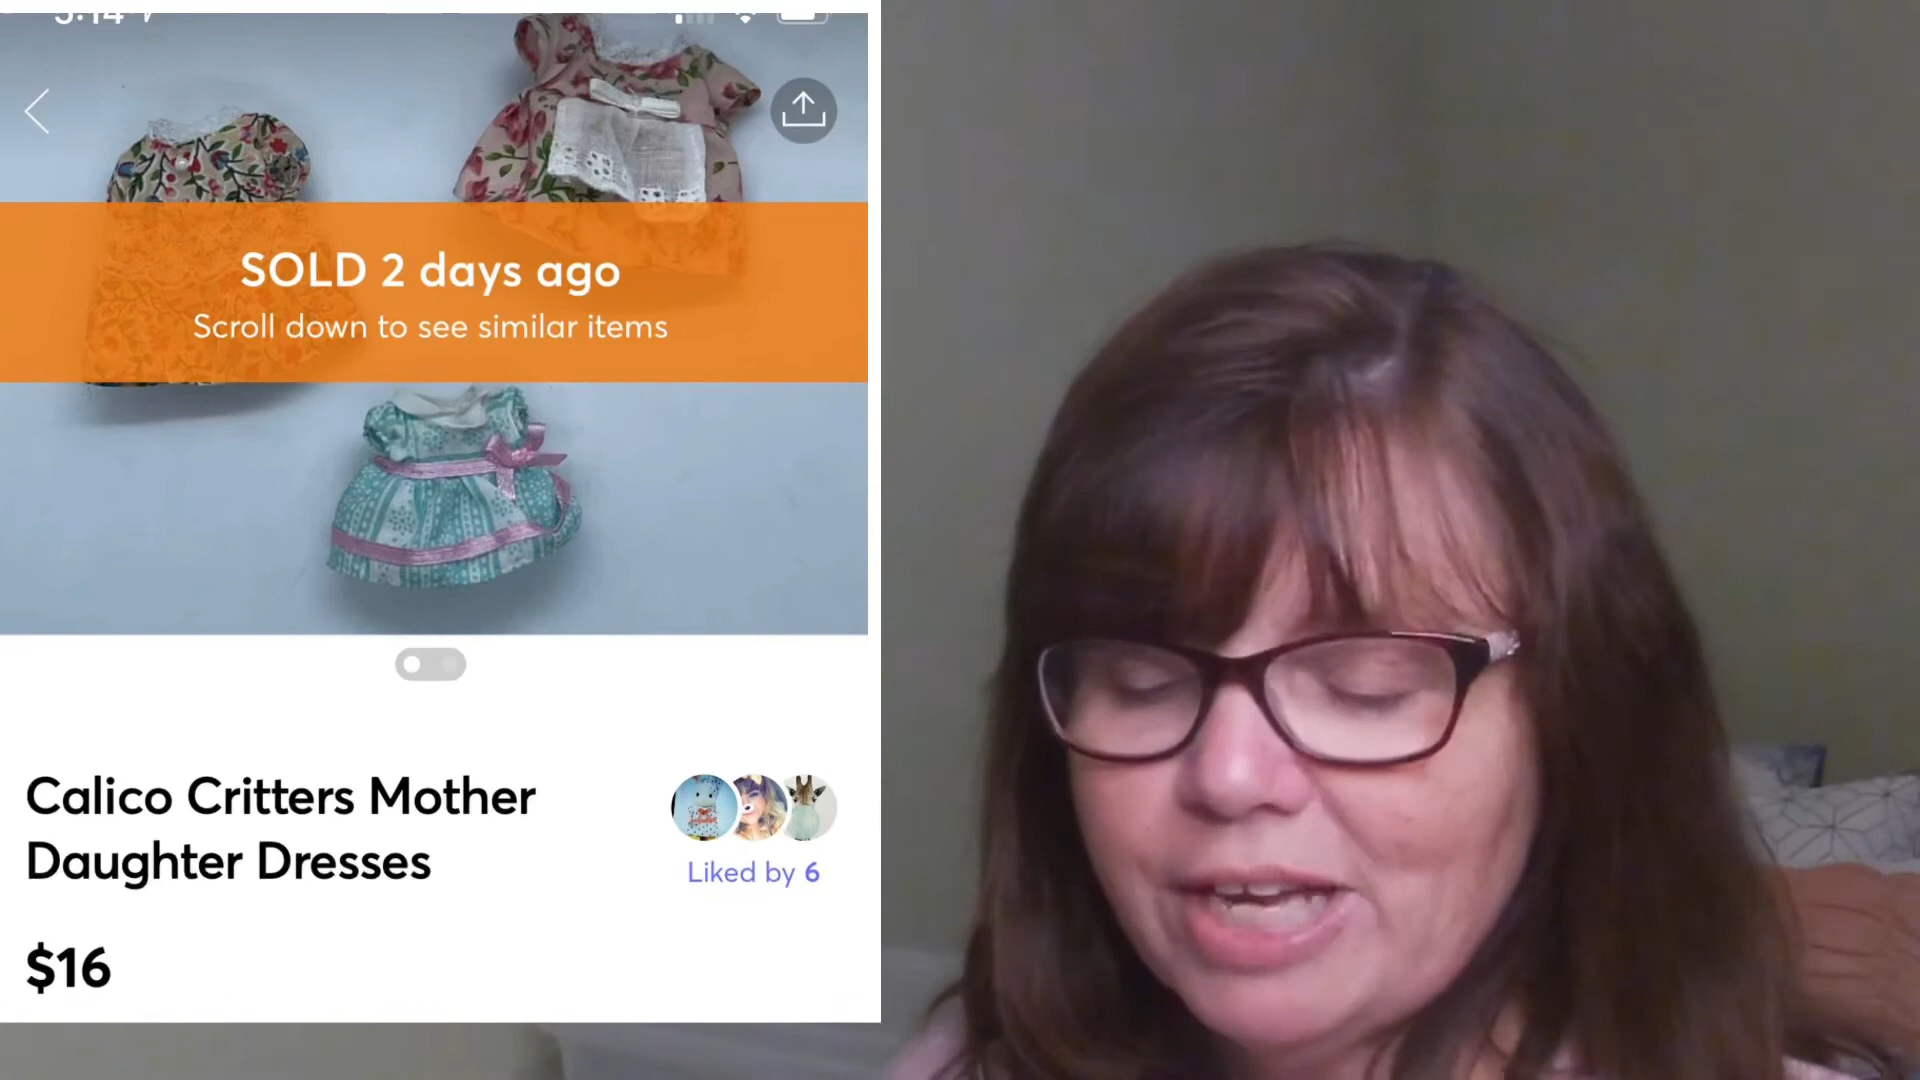 SOLD 2 days ago
Scroll down to see similar items
Calico Critters Mother
Daughter Dresses
Liked by 6
$16